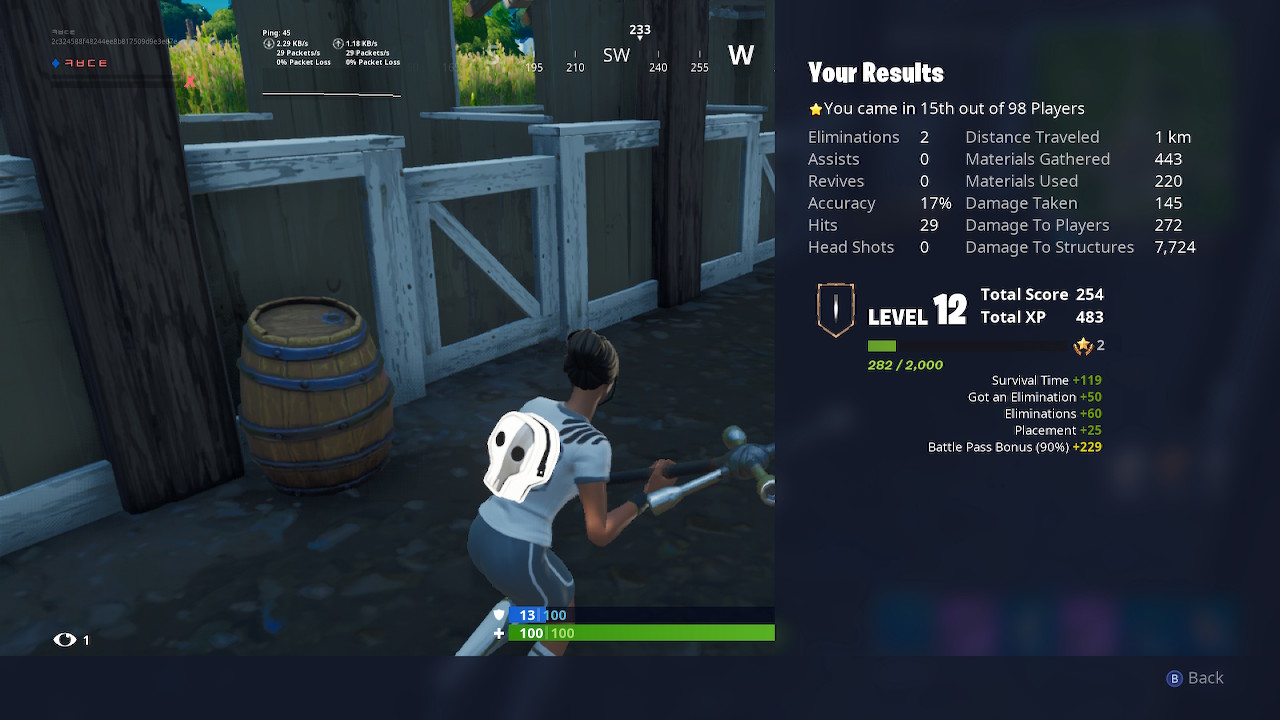 Ping: 45
2.29 KB/s 1.18 KB/s
29 Packets/s 29 Packets/s
0% Packet Loss 0% Packet Loss
233
S 195 210 SW 240 255 W
Your Results
You came in 15th out of 98 Players
Eliminations 2 Distance Traveled 1 km
Assists 0 Materials Gathered 443
Revives 0 Materials Used 220
Accuracy 17% Damage Taken 145
Hits 29 Damage To Players 272
Head Shots 0 Damage To Structures 7,724
LEVEL 12
Total Score 254
Total XP 483
2
282 / 2,000
Survival Time +119
Got an Elimination +50
Eliminations +60
Placement +25
Battle Pass Bonus (90%) +229
13 100
100 100
1
B Back